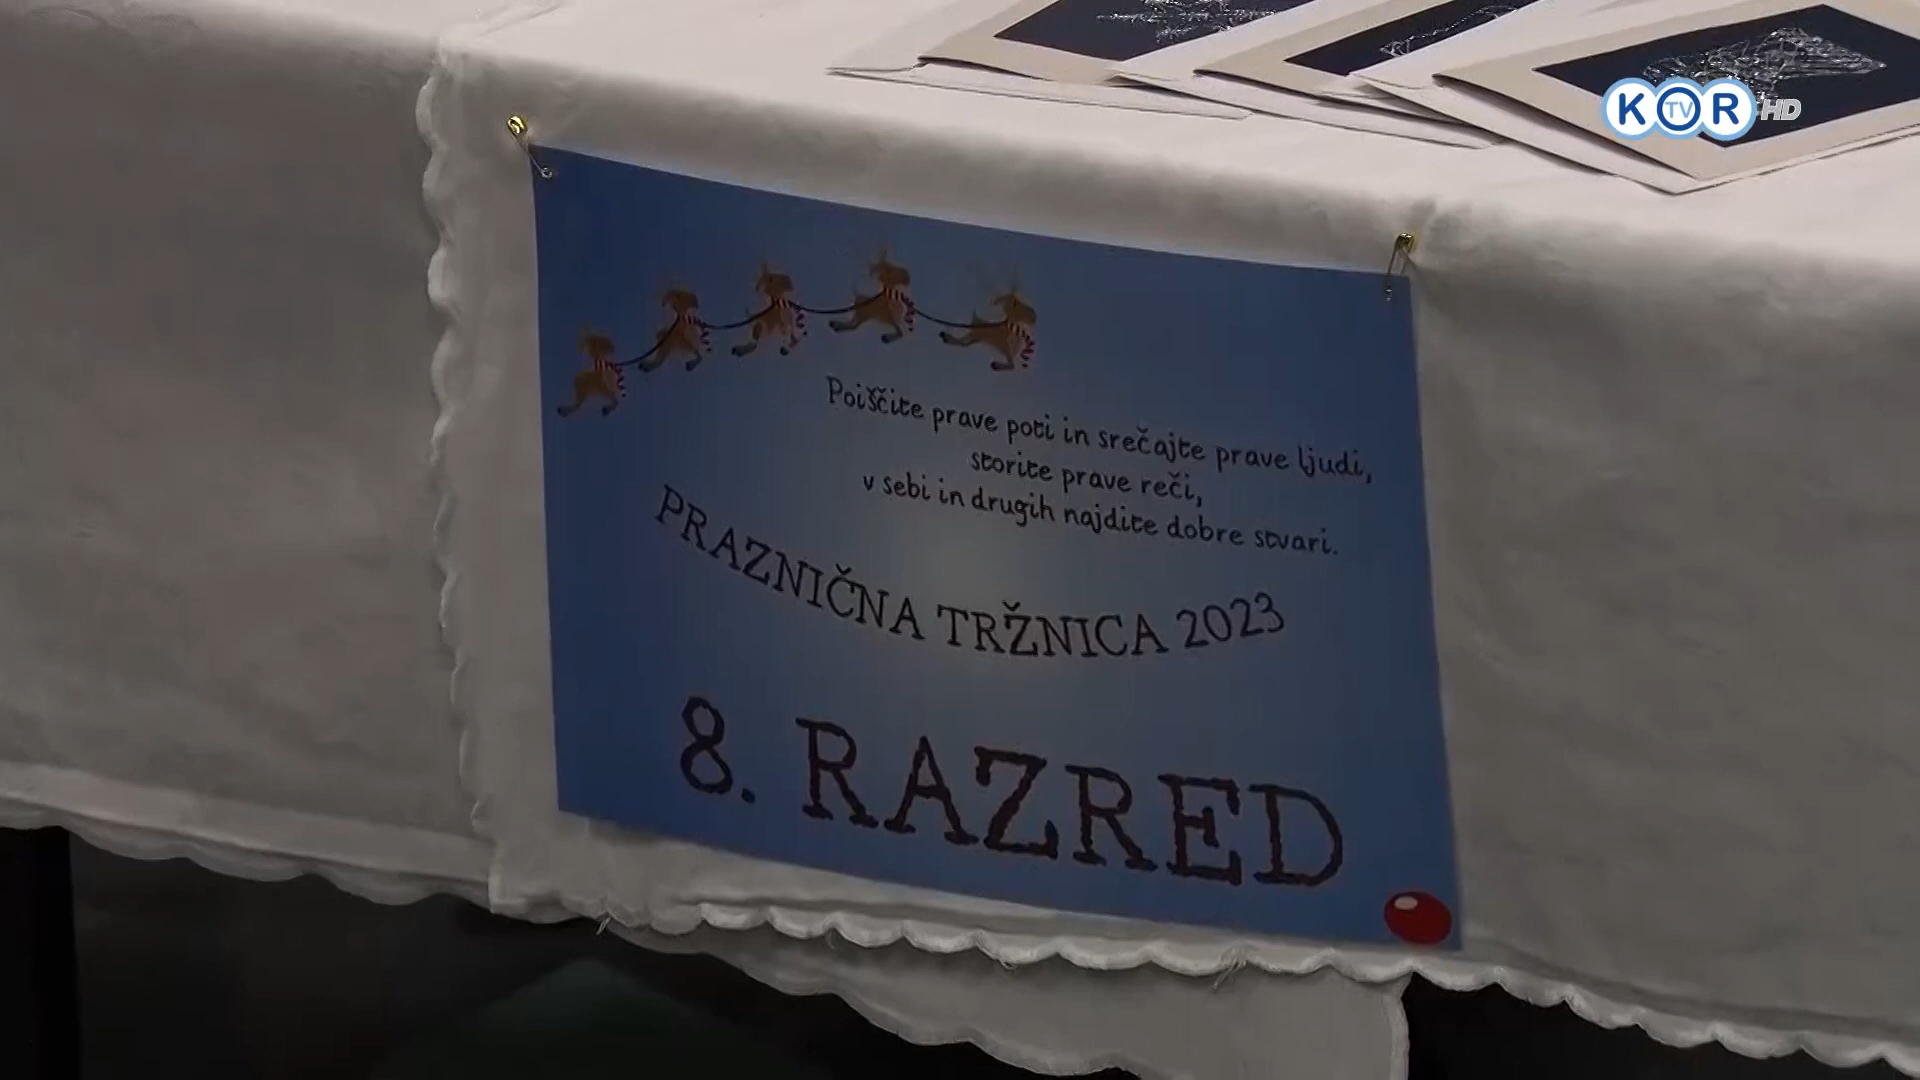 KOR TV HD
Poiščite prave poti in srečajte prave ljudi,
storite prave reči,
v sebi in drugih najdite dobre stvari.
PRAZNIČNA TRŽNICA 2023
8. RAZRED